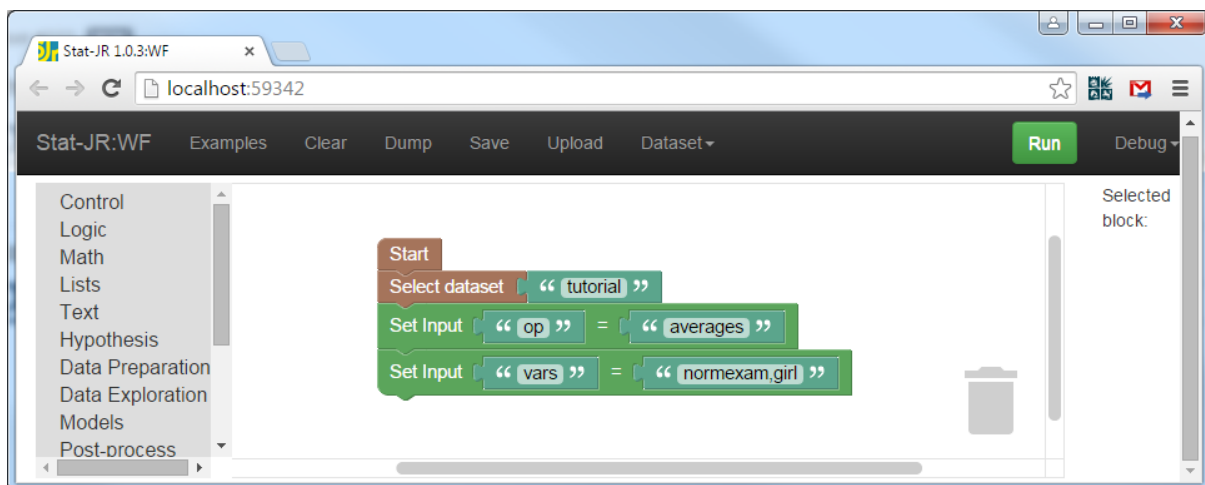 Stat-JR 1.0.3:WF
localhost:59342
Stat-JR:WF Examples Clear Dump Save Upload Dataset Run Debug
Control
Logic
Math
Lists
Text
Hypothesis
Data Preparation
Data Exploration
Models
Post-process
Start
Select dataset “ tutorial ”
Set Input “ op ” = “ averages ”
Set Input “ vars ” = “ normexam,girl ”
Selected
block: